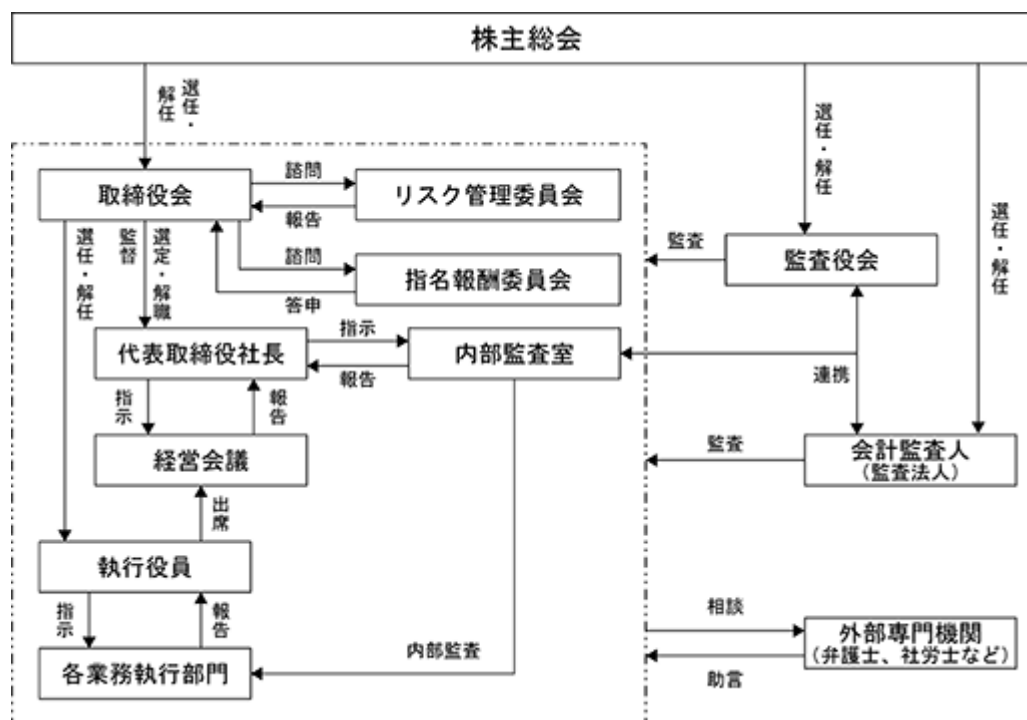 株主総会
選任・
解任
選任・解任
選任・解任
取締役会
諮問
報告
リスク管理委員会
選任・解任
監督
選定・解職
諮問
答申
指名報酬委員会
監査
監査役会
代表取締役社長
指示
報告
内部監査室
連携
指示
報告
経営会議
監査
会計監査人
(監査法人)
出席
執行役員
指示
報告
相談
助言
外部専門機関
(弁護士、社労士など)
各業務執行部門
内部監査